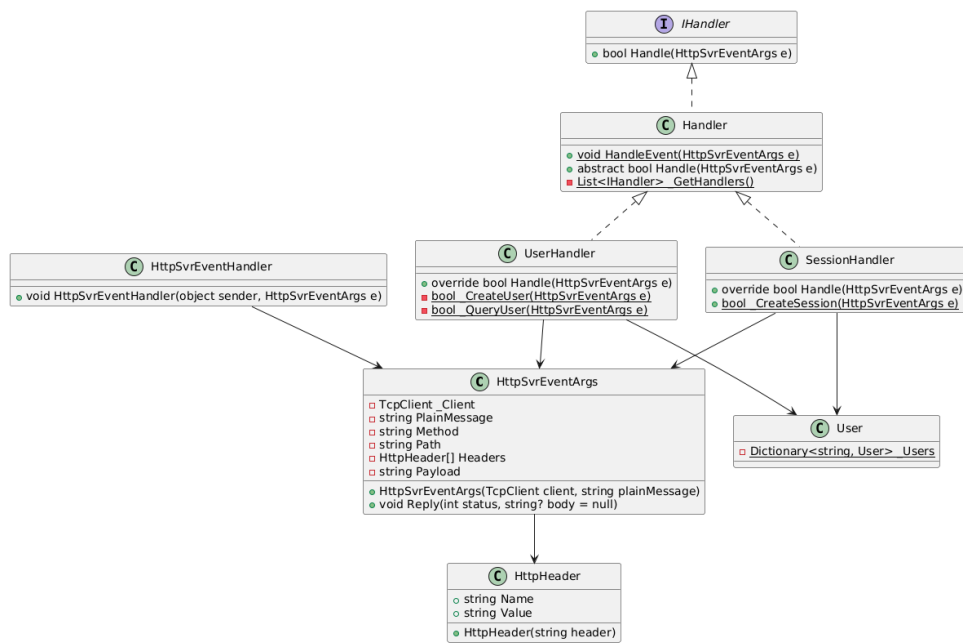 I IHandler
bool Handle(HttpSvrEventArgs e)
C Handler
void HandleEvent(HttpSvrEventArgs e)
abstract bool Handle(HttpSvrEventArgs e)
List<IHandler> _GetHandlers()
C HttpSvrEventHandler
void HttpSvrEventHandler(object sender, HttpSvrEventArgs e)
C UserHandler
override bool Handle(HttpSvrEventArgs e)
bool _CreateUser(HttpSvrEventArgs e)
bool _QueryUser(HttpSvrEventArgs e)
C SessionHandler
override bool Handle(HttpSvrEventArgs e)
bool _CreateSession(HttpSvrEventArgs e)
C HttpSvrEventArgs
TcpClient _Client
string PlainMessage
string Method
string Path
HttpHeader[] Headers
string Payload
HttpSvrEventArgs(TcpClient client, string plainMessage)
void Reply(int status, string? body = null)
C User
Dictionary<string, User> _Users
C HttpHeader
string Name
string Value
HttpHeader(string header)